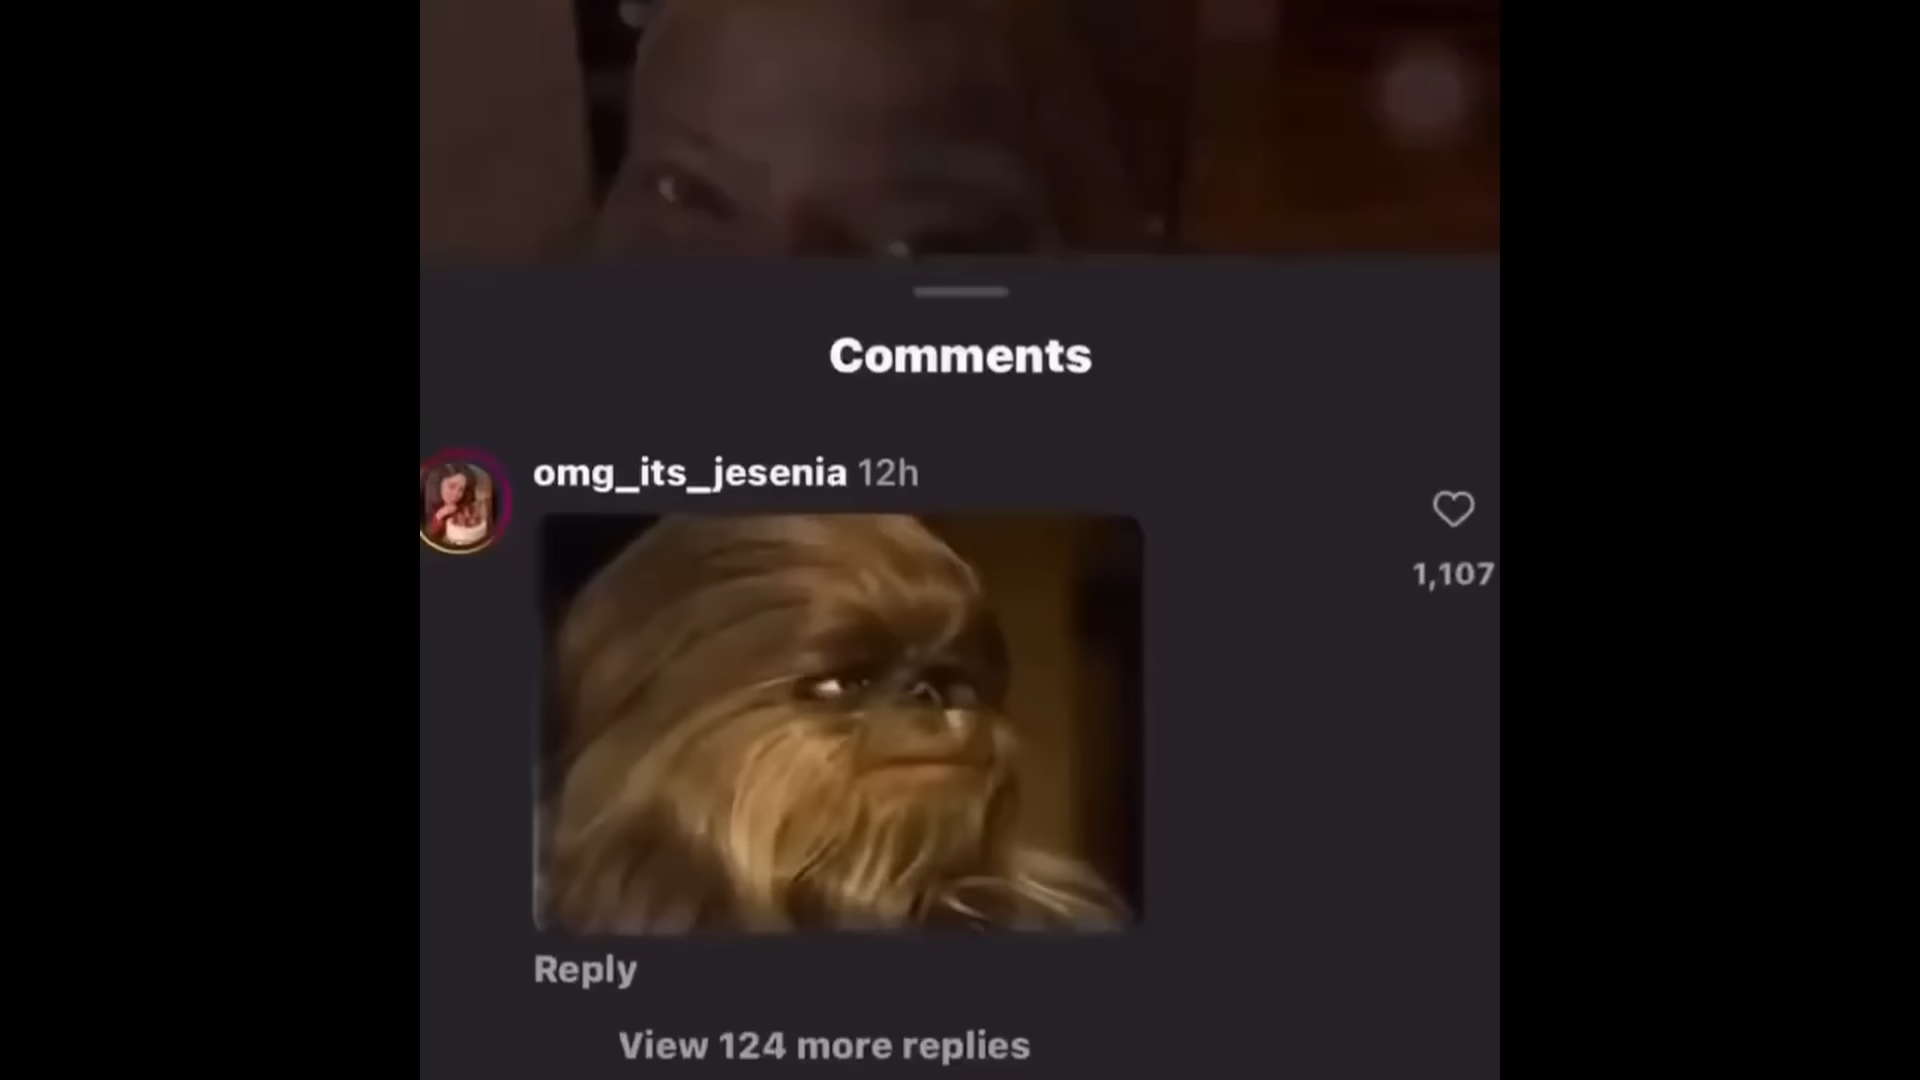 Comments
omg_its_jesenia 12h
1,107
Reply
View 124 more replies